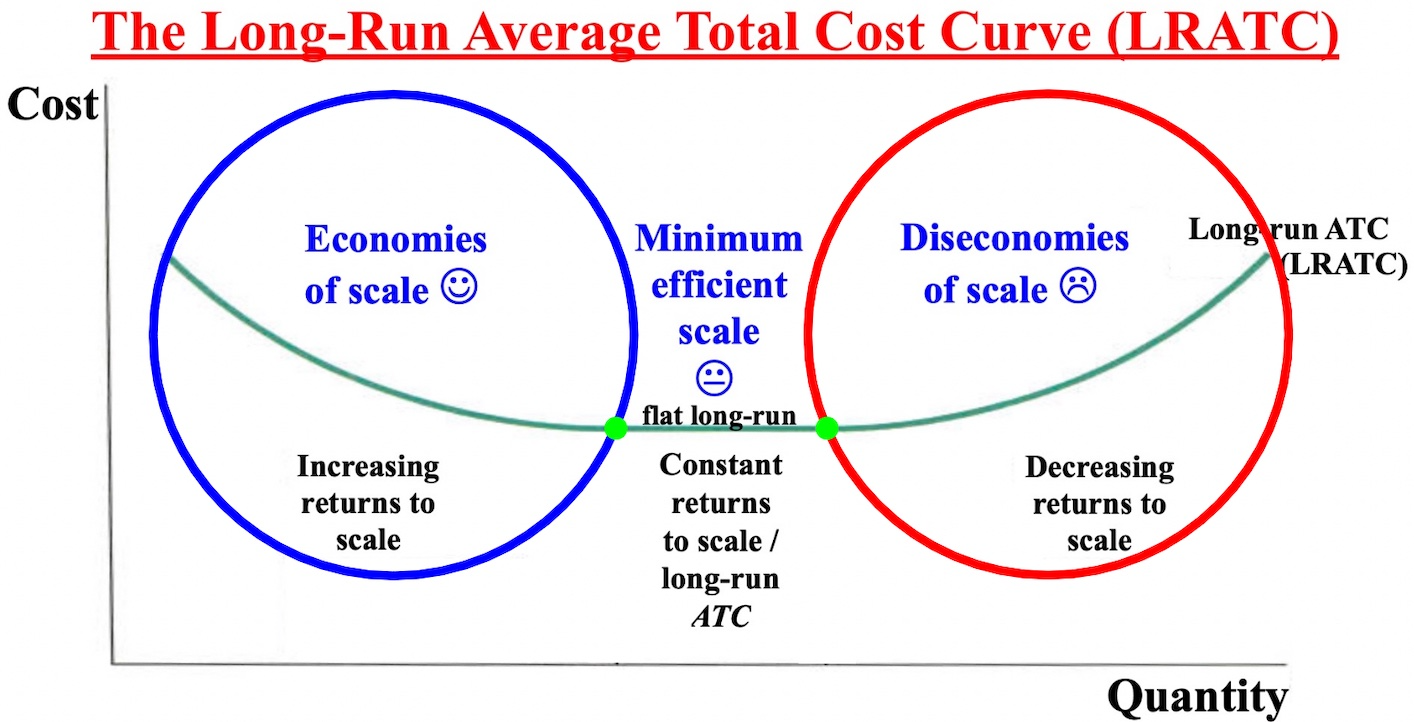 The Long-Run Average Total Cost Curve (LRATC)
Cost
Economies
of scale
Minimum
efficient
scale
Diseconomies
of scale
Long-run ATC
(LRATC)
flat long-run
Increasing
returns to
scale
Constant
returns
to scale /
long-run
ATC
Decreasing
returns to
scale
Quantity